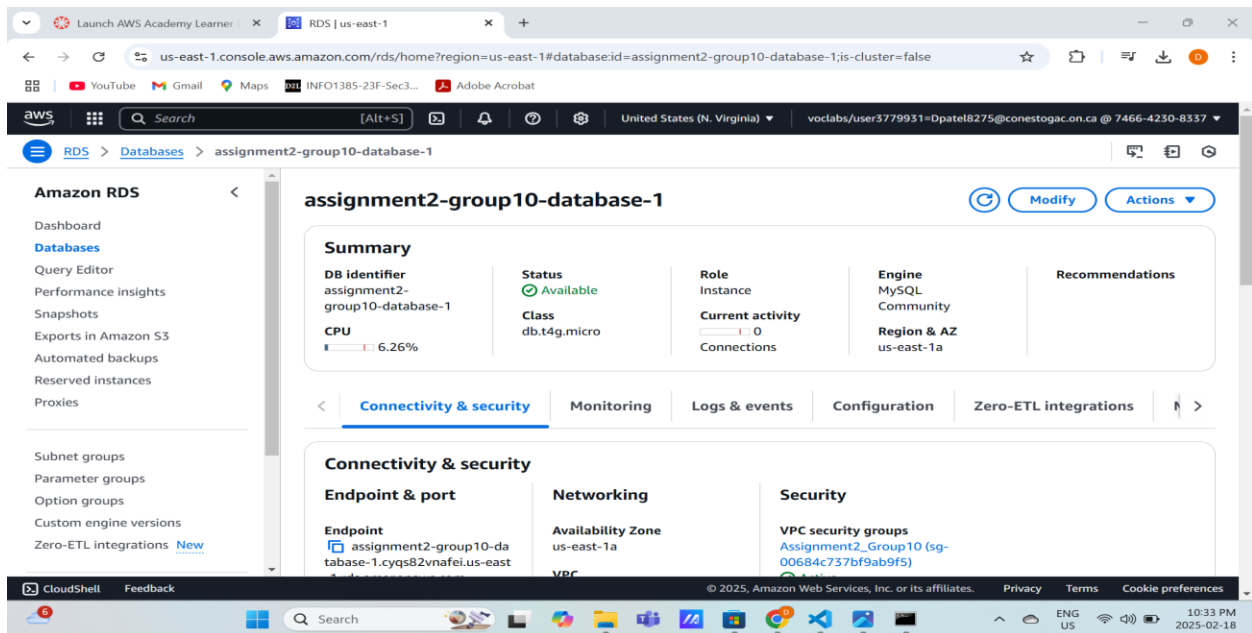 Launch AWS Academy Learner
RDS | us-east-1
us-east-1.console.aws.amazon.com/rds/home?region=us-east-1#database:id=assignment2-group10-database-1;is-cluster=false
D
YouTube
Gmail
Maps
D2L INFO1385-23F-Sec3...
Adobe Acrobat
aws
Search
[Alt+S]
United States (N. Virginia)
voclabs/user3779931=Dpatel8275@conestogac.on.ca @ 7466-4230-8337
RDS > Databases > assignment2-group10-database-1
Amazon RDS
Dashboard
Databases
Query Editor
Performance insights
Snapshots
Exports in Amazon S3
Automated backups
Reserved instances
Proxies
Subnet groups
Parameter groups
Option groups
Custom engine versions
Zero-ETL integrations New
assignment2-group10-database-1
Modify
Actions
Summary
DB identifier
assignment2-
group10-database-1
CPU
6.26%
Status
Available
Class
db.t4g.micro
Role
Instance
Current activity
0
Connections
Engine
MySQL
Community
Region & AZ
us-east-1a
Recommendations
Connectivity & security
Monitoring
Logs & events
Configuration
Zero-ETL integrations
Connectivity & security
Endpoint & port
Endpoint
assignment2-group10-da
tabase-1.cyqs82vnafei.us-east
Networking
Availability Zone
us-east-1a
VPC
Security
VPC security groups
Assignment2_Group10 (sg-
00684c737bf9ab9f5)
Active
CloudShell
Feedback
© 2025, Amazon Web Services, Inc. or its affiliates.
Privacy
Terms
Cookie preferences
6
Search
ENG
US
10:33 PM
2025-02-18